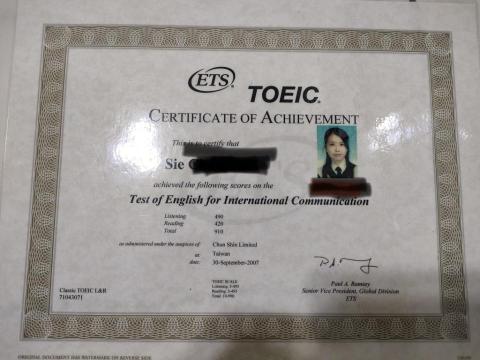 ETS TOEIC
CERTIFICATE OF ACHIEVEMENT
This is to certify that
Sie
achieved the following scores on the
Test of English for International Communication
Listening 490
Reading 420
Total 910
as administered under the auspices of Chun Shin Limited
at: Taiwan
date: 30-September-2007
TOEIC SCALE
Listening: 5-495
Reading: 5-495
Total: 10-990
Paul A. Ramsey
Senior Vice President, Global Division
ETS
Classic TOEIC L&R
71043071
ORIGINAL DOCUMENT HAS WATERMARK ON REVERSE SIDE